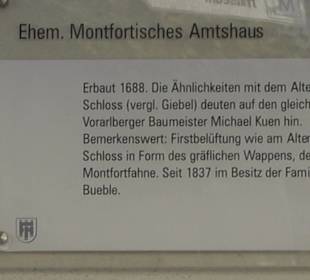 Ehem. Montfortisches Amtshaus
Erbaut 1688. Die Ähnlichkeiten mit dem Alte
Schloss (vergl. Giebel) deuten auf den gleich
Vorarlberger Baumeister Michael Kuen hin.
Bemerkenswert: Firstbelüftung wie am Alten
Schloss in Form des gräflichen Wappens, de
Montfortfahne. Seit 1837 im Besitz der Fami
Bueble.